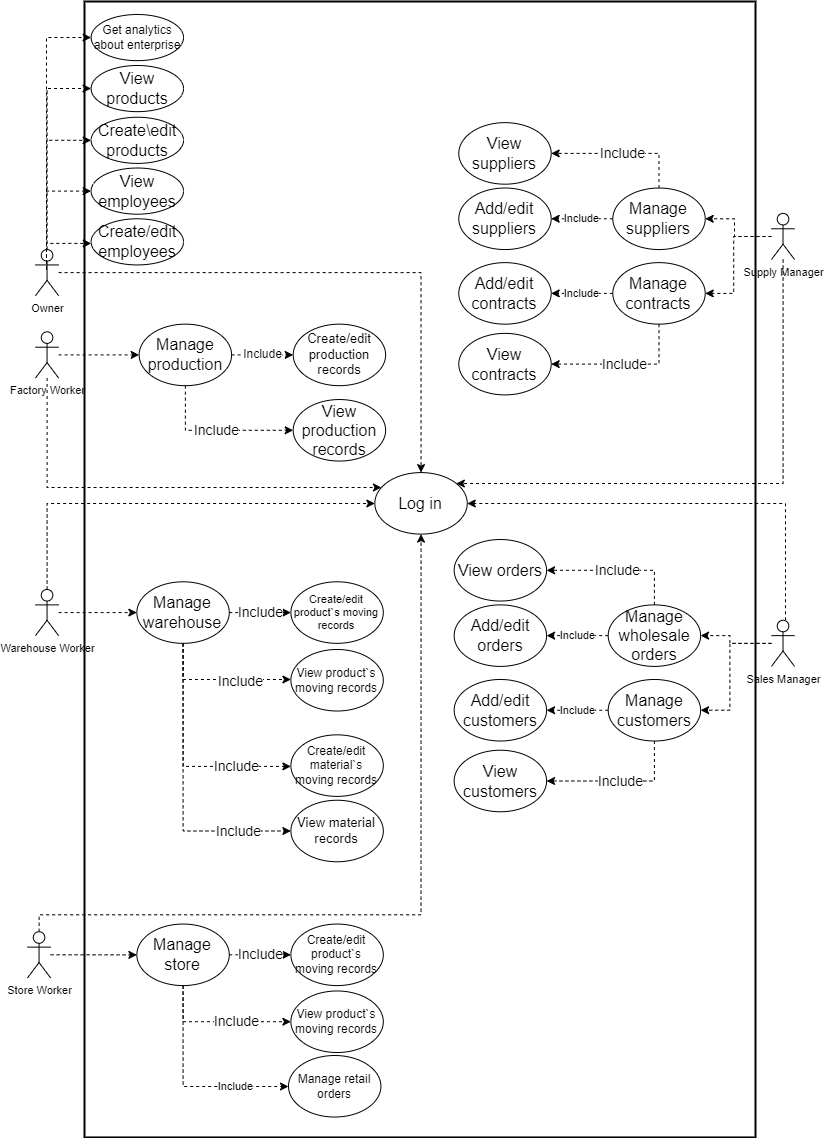 Get analytics
about enterprise
View
products
Create\edit
products
View
employees
Create/edit
employees
Owner
View
suppliers
Include
Add/edit
suppliers
Include
Manage
suppliers
Supply Manager
Add/edit
contracts
Include
Manage
contracts
View
contracts
Include
Factory Worker
Manage
production
Include
Create/edit
production
records
Include
View
production
records
Log in
Warehouse Worker
Manage
warehouse
Include
Create/edit
product`s moving
records
Include
View product`s
moving records
Include
Create/edit
material`s
moving records
Include
View material
records
View orders
Include
Add/edit
orders
Include
Manage
wholesale
orders
Sales Manager
Add/edit
customers
Include
Manage
customers
View
customers
Include
Store Worker
Manage
store
Include
Create/edit
product`s
moving records
Include
View product`s
moving records
Include
Manage retail
orders